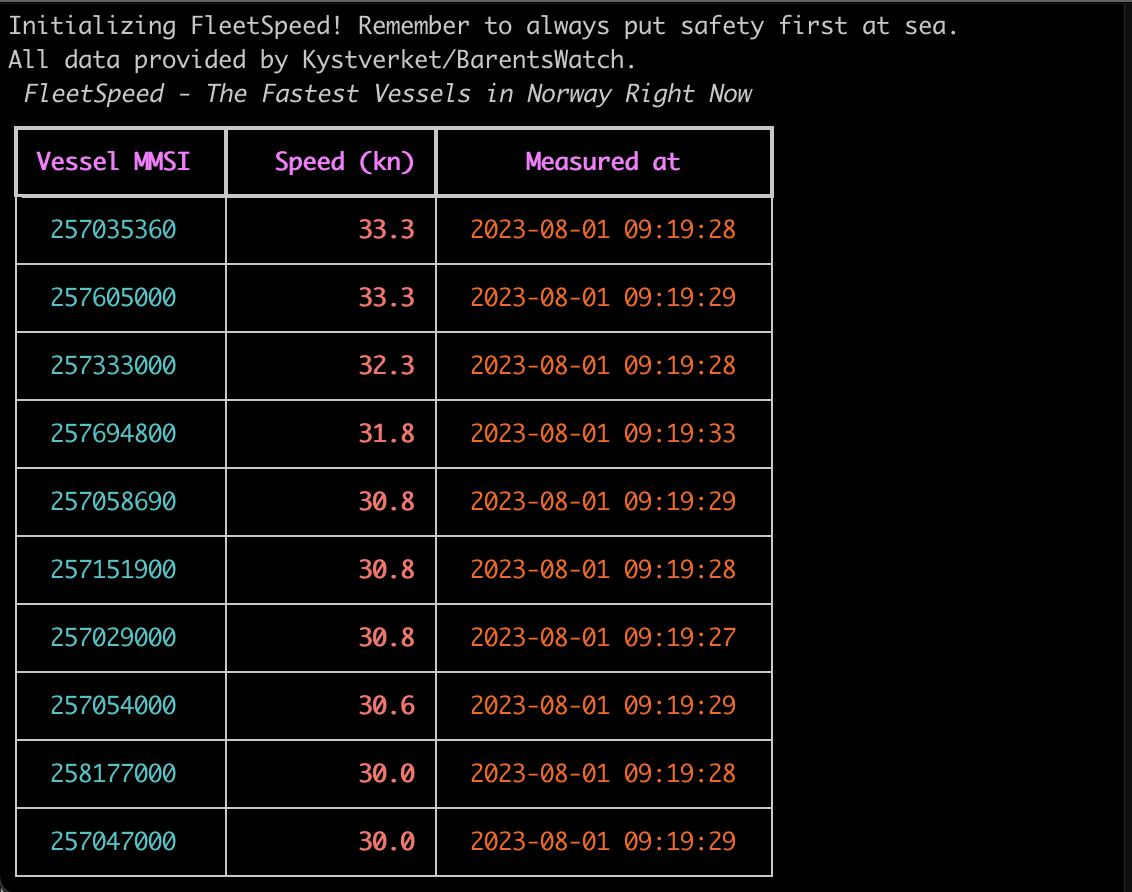 Initializing FleetSpeed! Remember to always put safety first at sea.
All data provided by Kystverket/BarentsWatch.
FleetSpeed - The Fastest Vessels in Norway Right Now
Vessel MMSI Speed (kn) Measured at
257035360 33.3 2023-08-01 09:19:28
257605000 33.3 2023-08-01 09:19:29
257333000 32.3 2023-08-01 09:19:28
257694800 31.8 2023-08-01 09:19:33
257058690 30.8 2023-08-01 09:19:29
257151900 30.8 2023-08-01 09:19:28
257029000 30.8 2023-08-01 09:19:27
257054000 30.6 2023-08-01 09:19:29
258177000 30.0 2023-08-01 09:19:28
257047000 30.0 2023-08-01 09:19:29